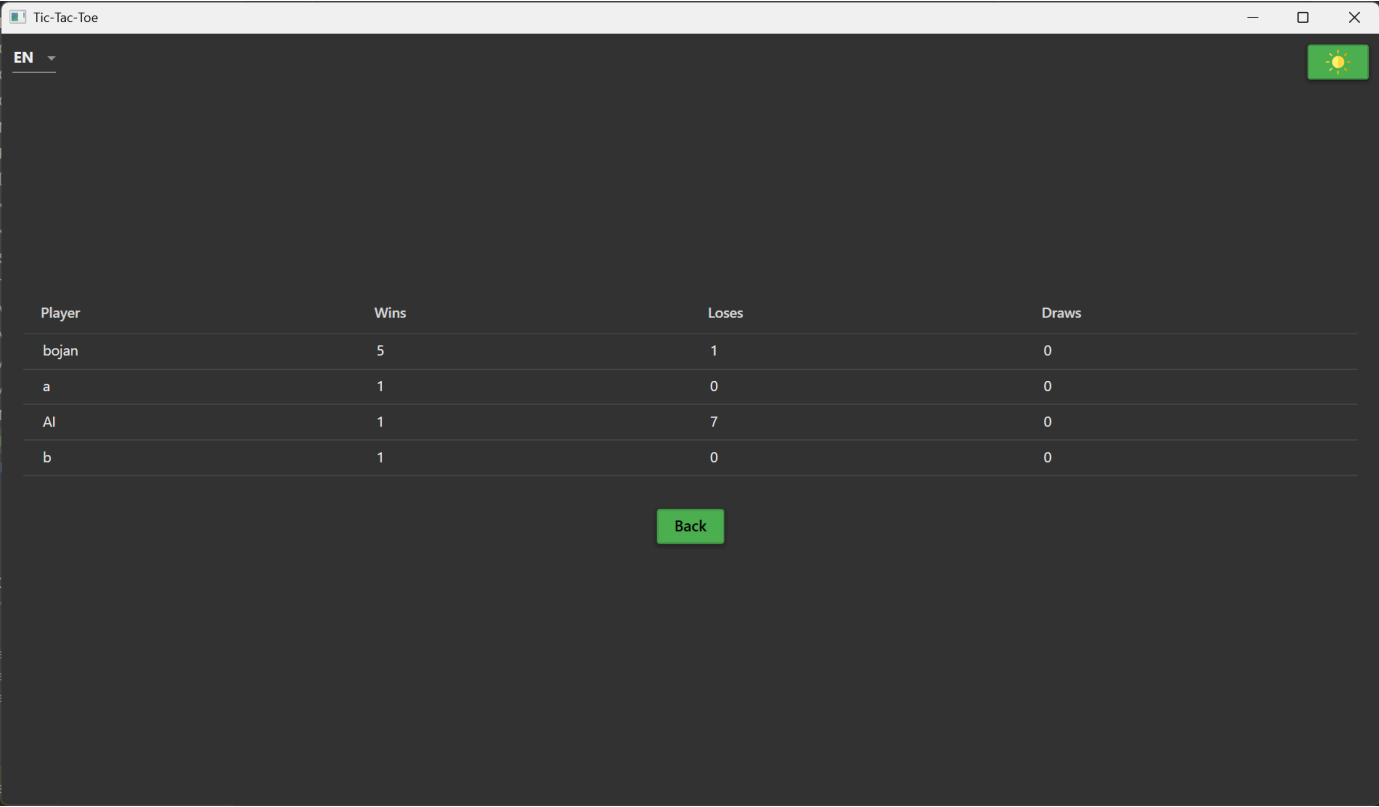 Tic-Tac-Toe
EN
Player Wins Loses Draws
bojan 5 1 0
a 1 0 0
AI 1 7 0
b 1 0 0
Back